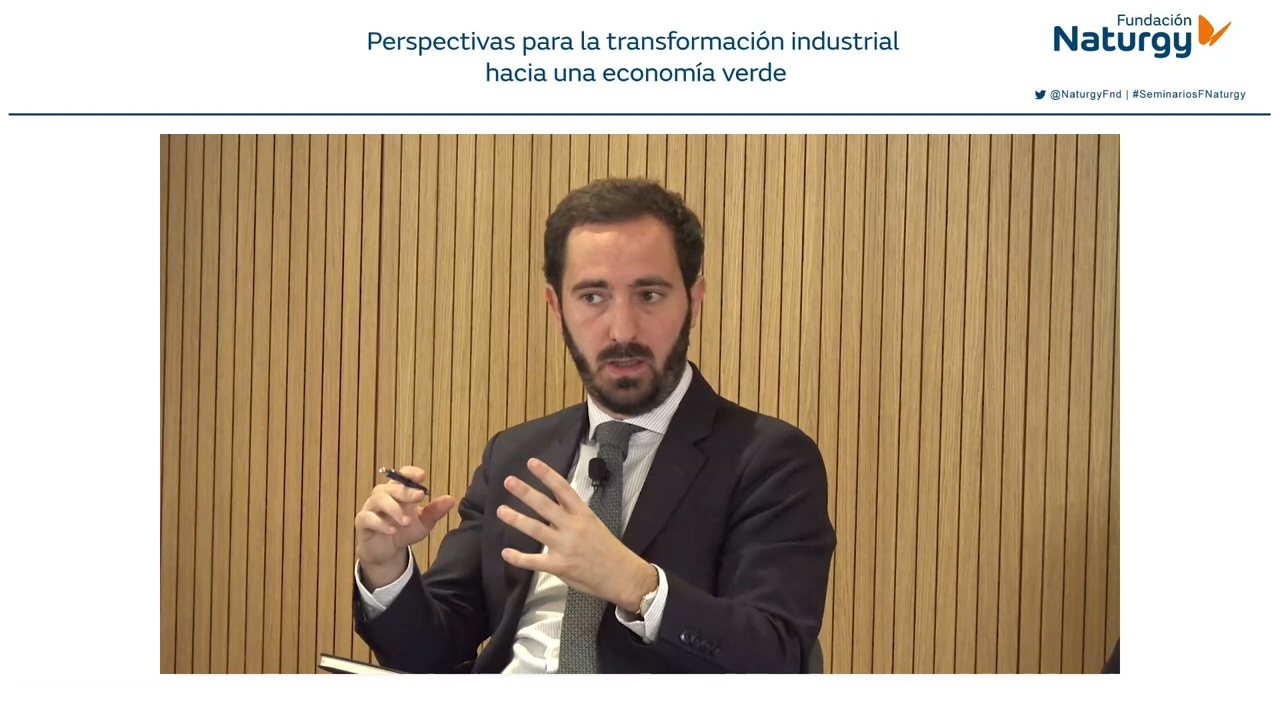 Perspectivas para la transformación industrial
hacia una economía verde
Fundación
Naturgy
@NaturgyFnd | #SeminariosFNaturgy